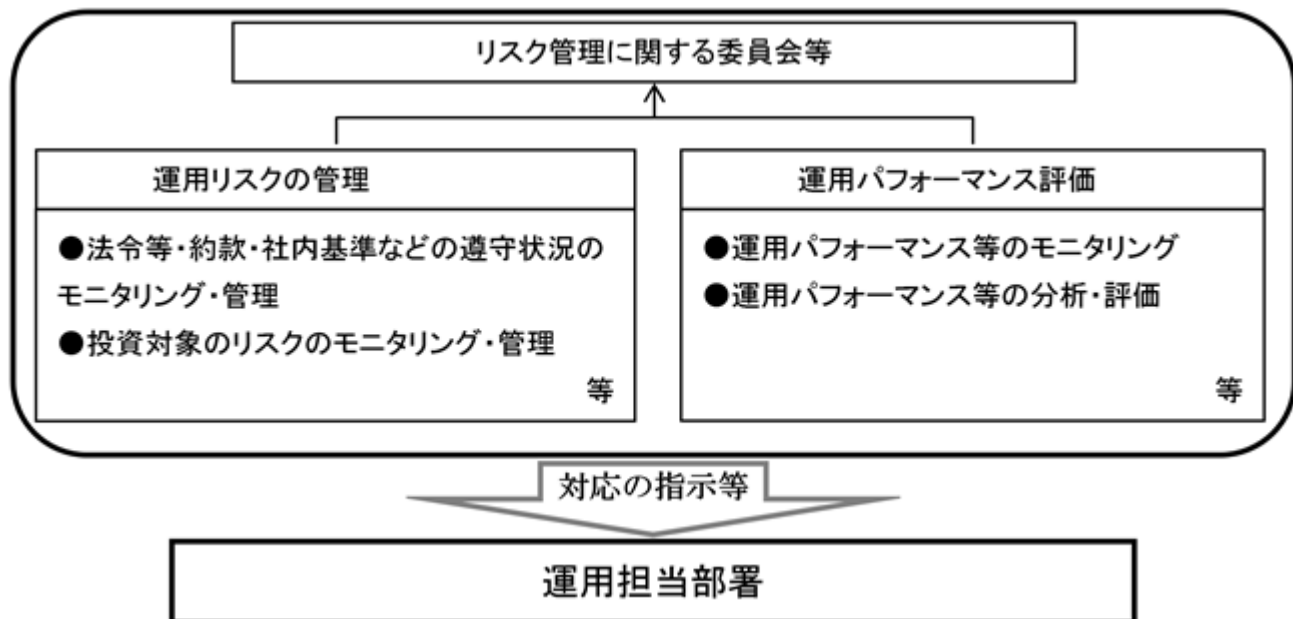 リスク管理に関する委員会等
運用リスクの管理
●法令等・約款・社内基準などの遵守状況の
モニタリング・管理
●投資対象のリスクのモニタリング・管理
等
運用パフォーマンス評価
●運用パフォーマンス等のモニタリング
●運用パフォーマンス等の分析・評価
等
対応の指示等
運用担当部署